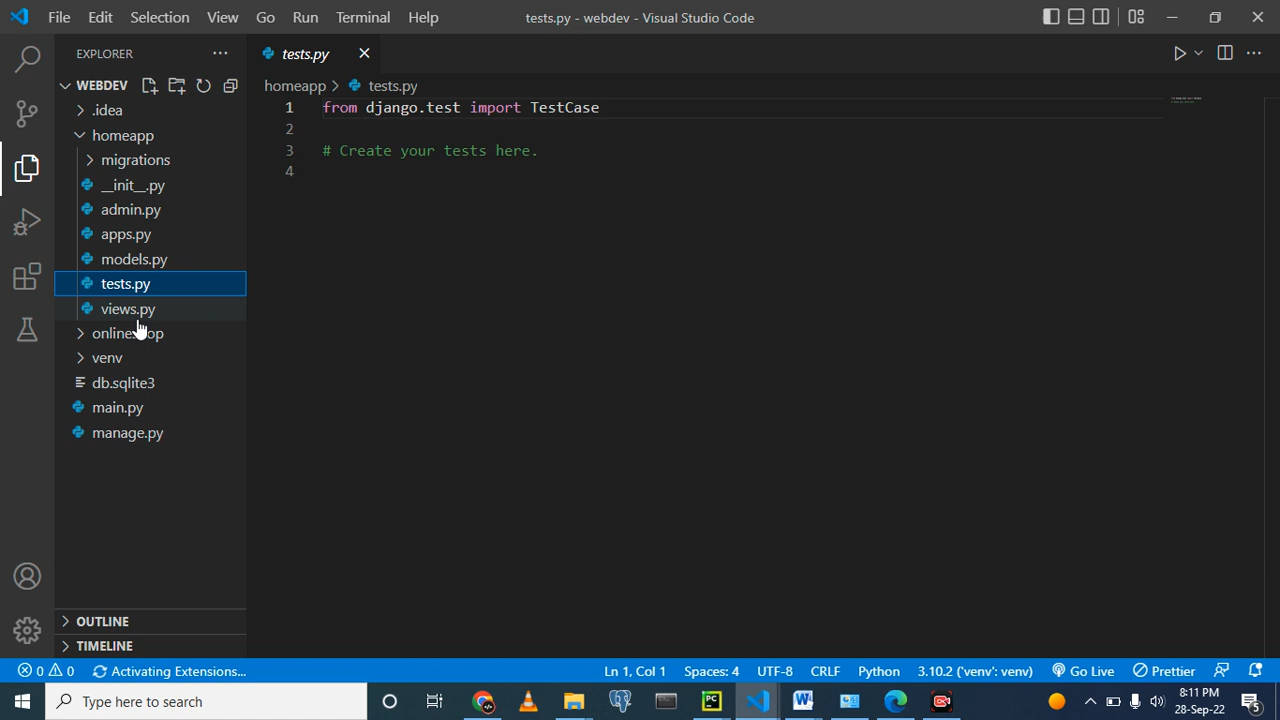 File Edit Selection View Go Run Terminal Help
tests.py - webdev - Visual Studio Code
EXPLORER
WEBDEV
.idea
homeapp
migrations
__init__.py
admin.py
apps.py
models.py
tests.py
views.py
venv
db.sqlite3
main.py
manage.py
OUTLINE
TIMELINE
tests.py
homeapp > tests.py
1 from django.test import TestCase
2
3 # Create your tests here.
4
0 0 Activating Extensions... Ln 1, Col 1 Spaces: 4 UTF-8 CRLF Python 3.10.2 ('venv': venv) Go Live Prettier
Type here to search
PC
W
8:11 PM
28-Sep-22
5